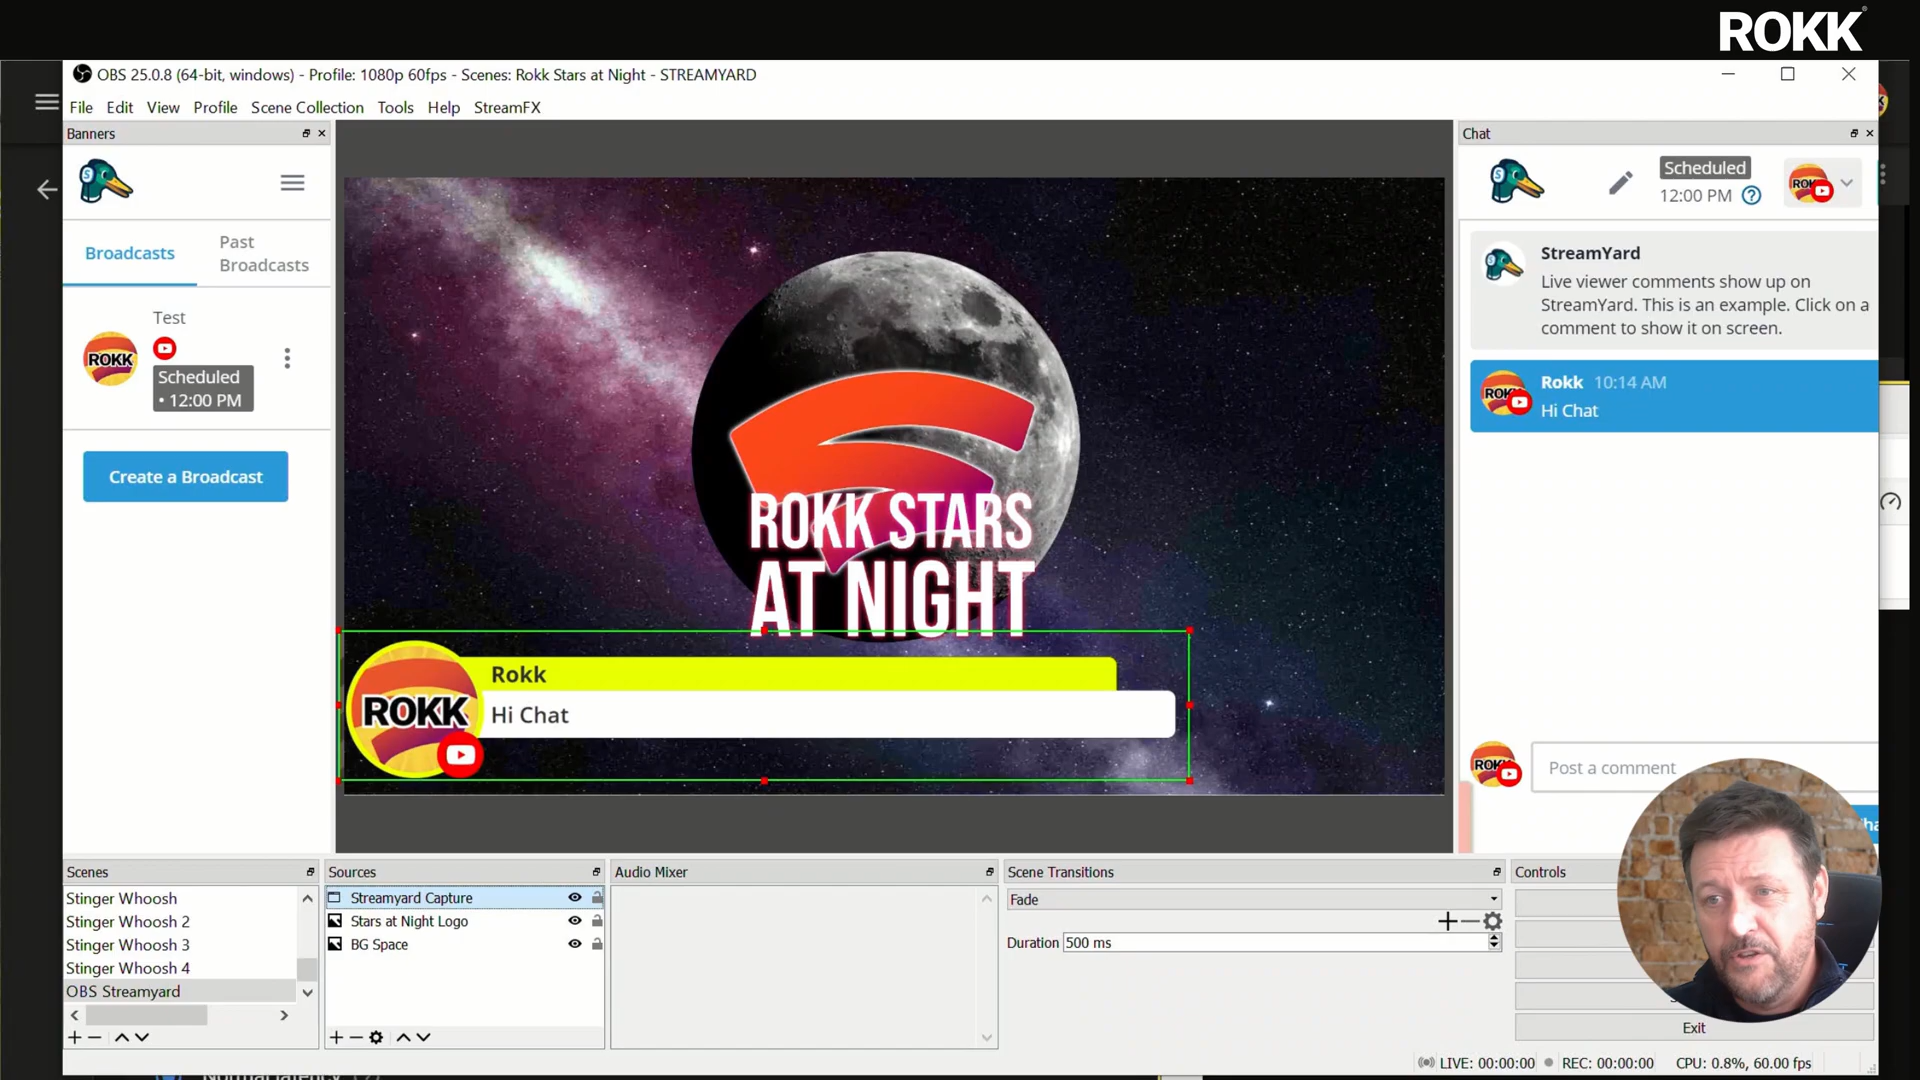 ROKK
OBS 25.0.8 (64-bit, windows) - Profile: 1080p 60fps - Scenes: Rokk Stars at Night - STREAMYARD
File Edit View Profile Scene Collection Tools Help StreamFX
Banners
Broadcasts
Past
Broadcasts
Test
ROKK
Scheduled
• 12:00 PM
Create a Broadcast
ROKK STARS
AT NIGHT
ROKK
Rokk
Hi Chat
Chat
Scheduled
12:00 PM
StreamYard
Live viewer comments show up on
StreamYard. This is an example. Click on a
comment to show it on screen.
Rokk 10:14 AM
Hi Chat
Post a comment
Scenes
Stinger Whoosh
Stinger Whoosh 2
Stinger Whoosh 3
Stinger Whoosh 4
OBS Streamyard
Sources
Streamyard Capture
Stars at Night Logo
BG Space
Audio Mixer
Scene Transitions
Fade
Duration 500 ms
Controls
Exit
LIVE: 00:00:00 REC: 00:00:00 CPU: 0.8%, 60.00 fps